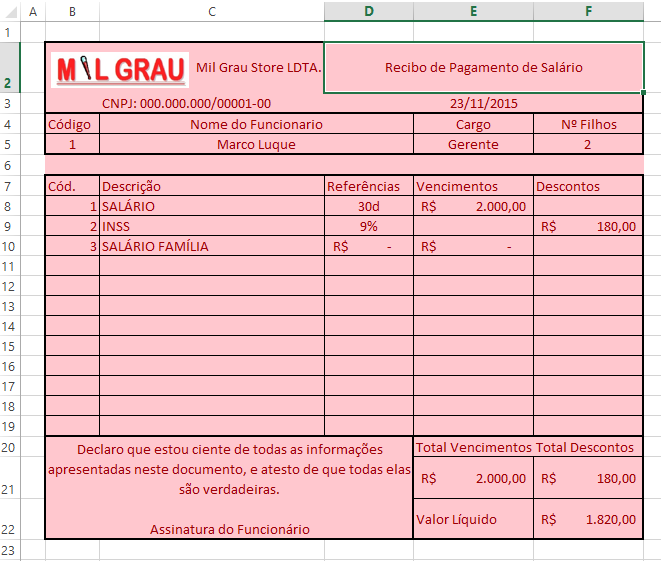 A B C D E F
1
2 MIL GRAU Mil Grau Store LDTA. Recibo de Pagamento de Salário
3 CNPJ: 000.000.000/00001-00 23/11/2015
4 Código Nome do Funcionario Cargo Nº Filhos
5 1 Marco Luque Gerente 2
6
7 Cód. Descrição Referências Vencimentos Descontos
8 1 SALÁRIO 30d R$ 2.000,00
9 2 INSS 9% R$ 180,00
10 3 SALÁRIO FAMÍLIA R$ - R$ -
11
12
13
14
15
16
17
18
19
20 Declaro que estou ciente de todas as informações Total Vencimentos Total Descontos
apresentadas neste documento, e atesto de que todas elas
21 são verdadeiras. R$ 2.000,00 R$ 180,00
22 Assinatura do Funcionário Valor Líquido R$ 1.820,00
23